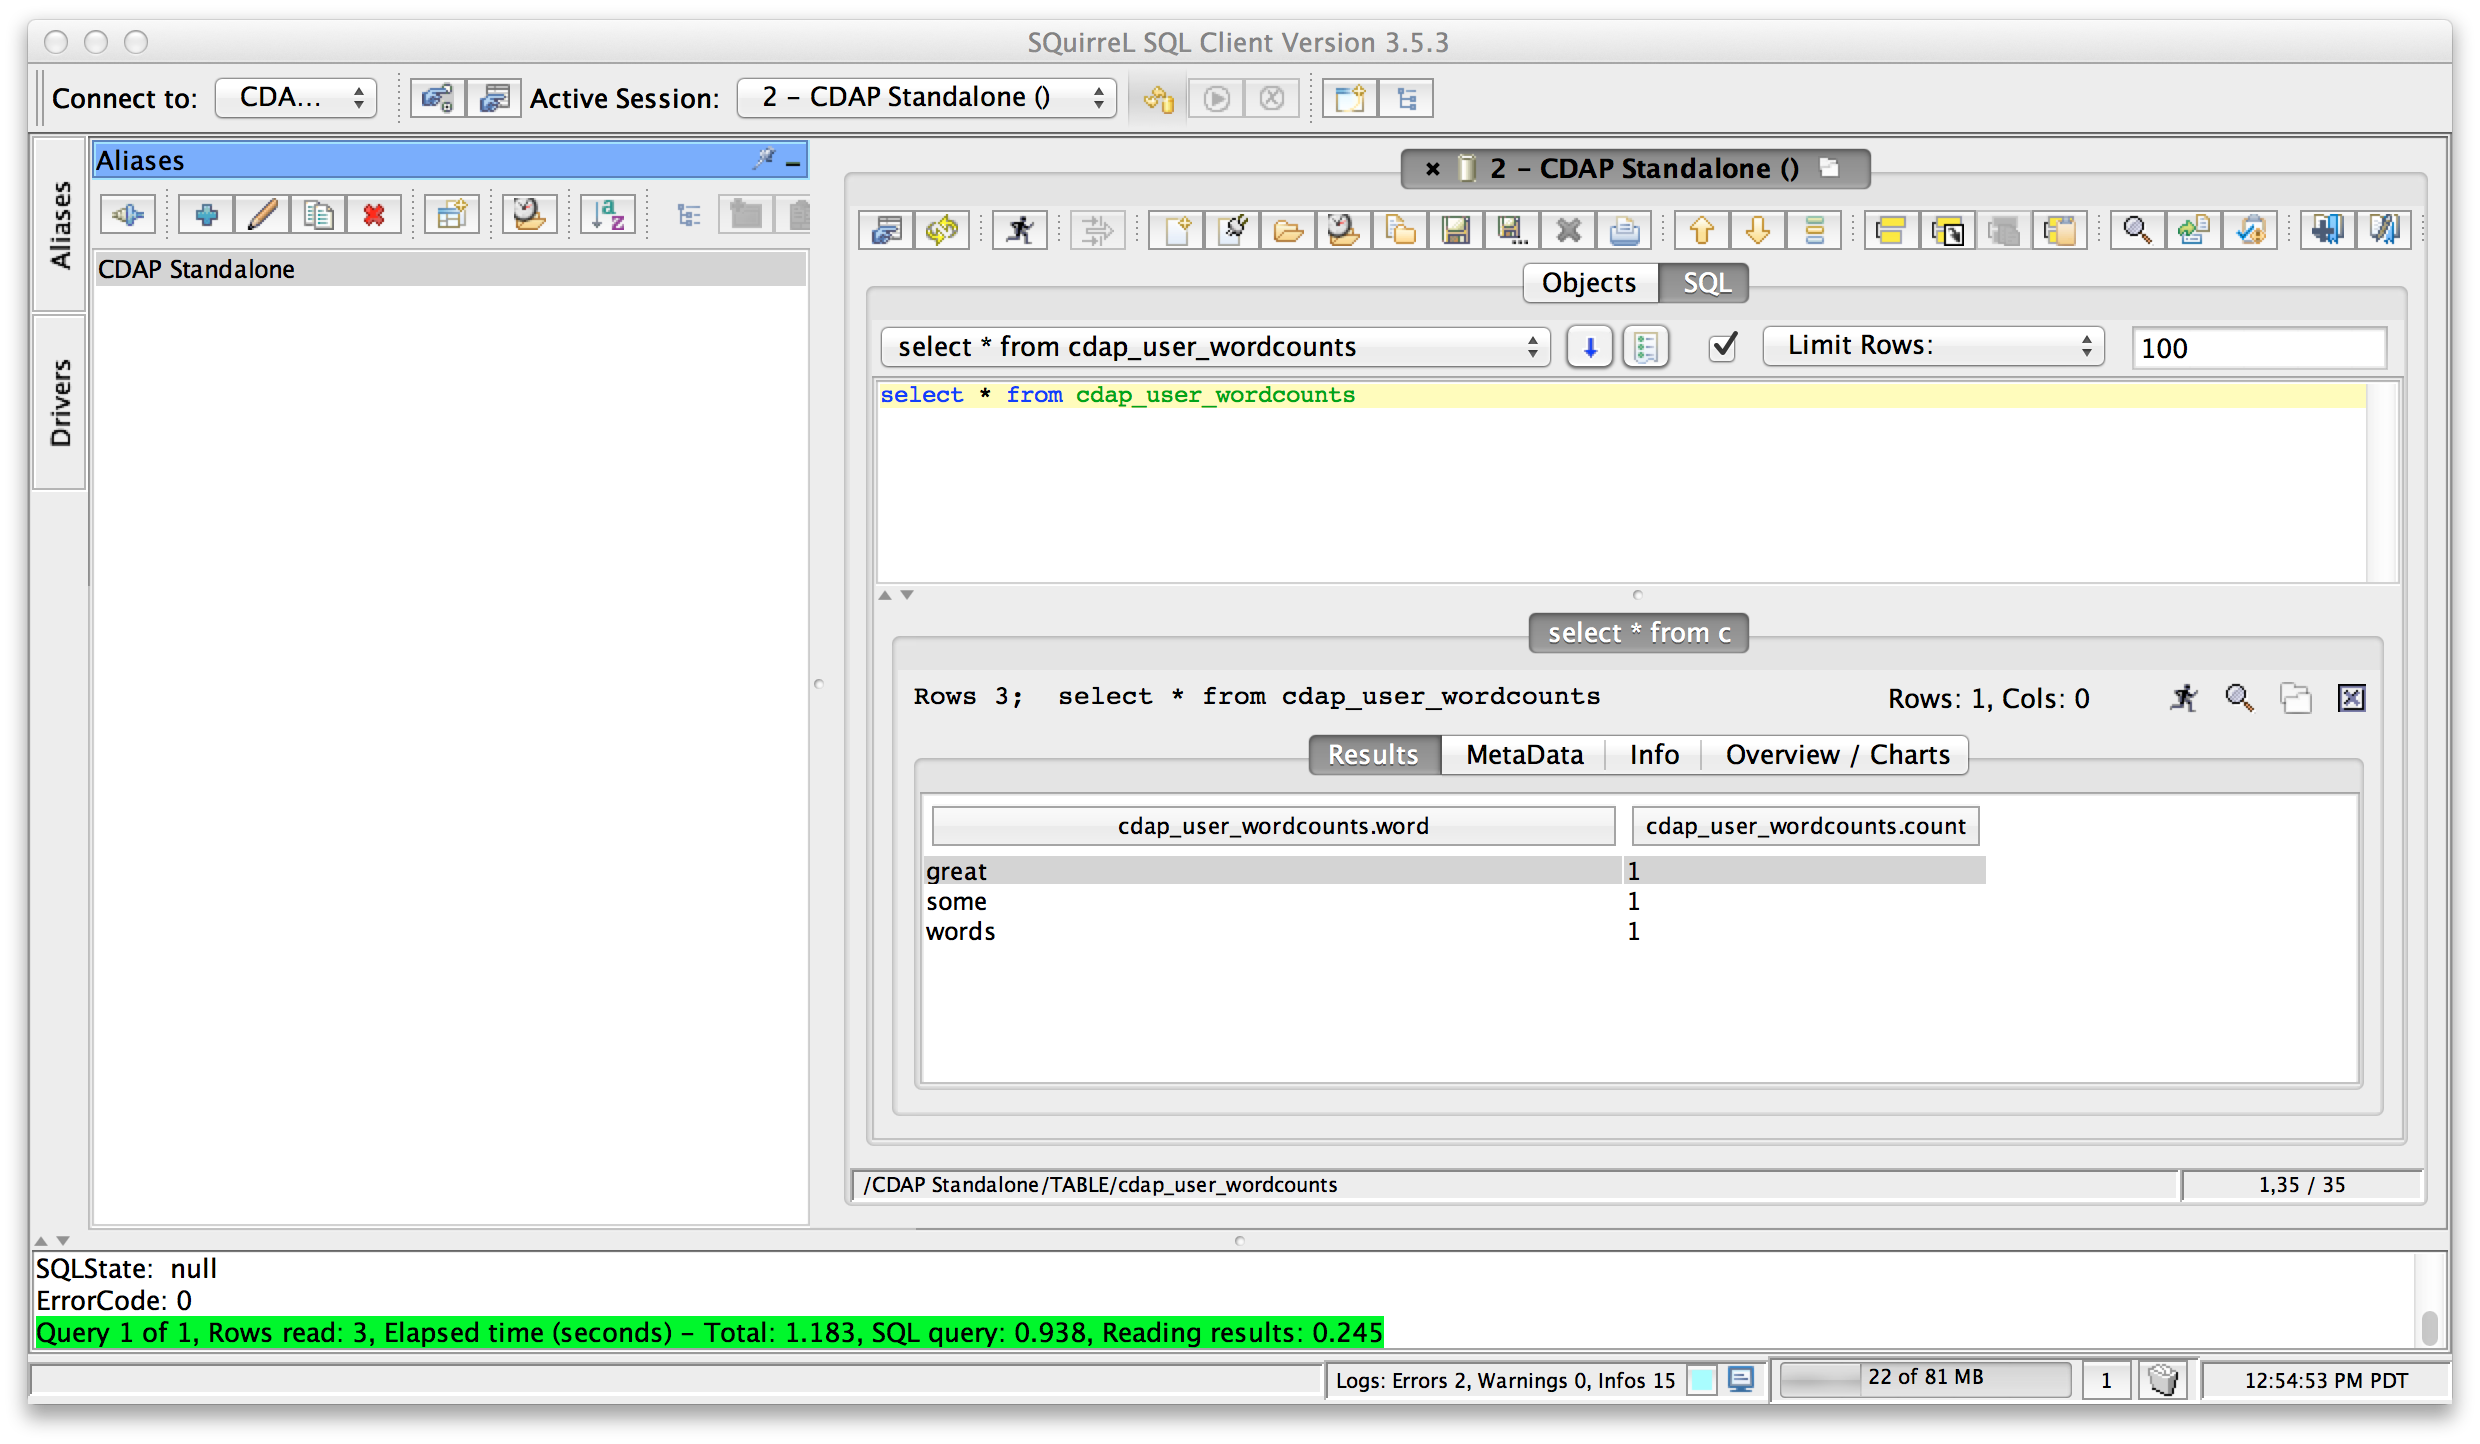 SQuirreL SQL Client Version 3.5.3
Connect to: CDA... Active Session: 2 – CDAP Standalone ()
Aliases
Drivers
Aliases
CDAP Standalone
2 – CDAP Standalone ()
Objects SQL
select * from cdap_user_wordcounts Limit Rows: 100
select * from cdap_user_wordcounts
select * from c
Rows 3; select * from cdap_user_wordcounts Rows: 1, Cols: 0
Results MetaData Info Overview / Charts
cdap_user_wordcounts.word cdap_user_wordcounts.count
great 1
some 1
words 1
/CDAP Standalone/TABLE/cdap_user_wordcounts 1,35 / 35
SQLState: null
ErrorCode: 0
Query 1 of 1, Rows read: 3, Elapsed time (seconds) – Total: 1.183, SQL query: 0.938, Reading results: 0.245
Logs: Errors 2, Warnings 0, Infos 15 22 of 81 MB 1 12:54:53 PM PDT